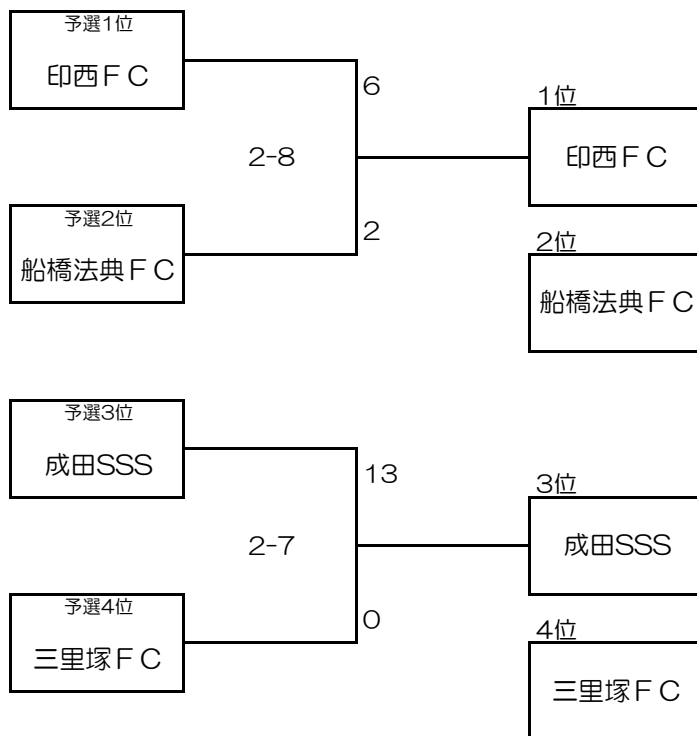 予選1位
印西ＦＣ
6
1位
2-8
印西ＦＣ
予選2位
2
2位
船橋法典ＦＣ
船橋法典ＦＣ
予選3位
成田SSS
13
3位
2-7
成田SSS
予選4位
0
4位
三里塚ＦＣ
三里塚ＦＣ